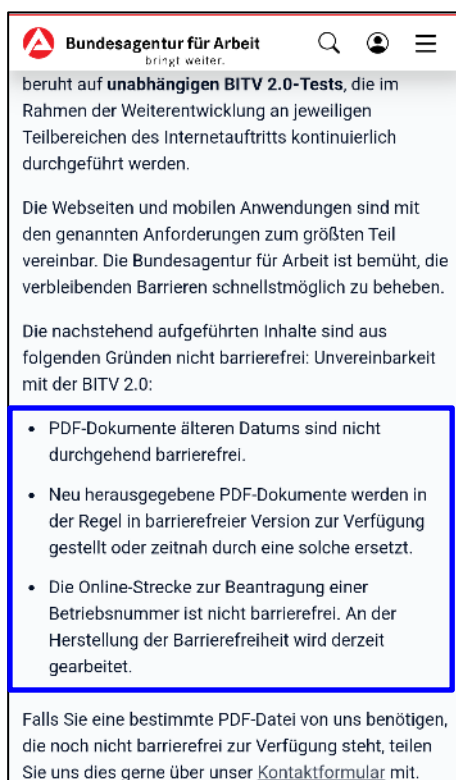 Bundesagentur für Arbeit
bringt weiter.
beruht auf unabhängigen BITV 2.0-Tests, die im
Rahmen der Weiterentwicklung an jeweiligen
Teilbereichen des Internetauftritts kontinuierlich
durchgeführt werden.
Die Webseiten und mobilen Anwendungen sind mit
den genannten Anforderungen zum größten Teil
vereinbar. Die Bundesagentur für Arbeit ist bemüht, die
verbleibenden Barrieren schnellstmöglich zu beheben.
Die nachstehend aufgeführten Inhalte sind aus
folgenden Gründen nicht barrierefrei: Unvereinbarkeit
mit der BITV 2.0:
• PDF-Dokumente älteren Datums sind nicht
durchgehend barrierefrei.
• Neu herausgegebene PDF-Dokumente werden in
der Regel in barrierefreier Version zur Verfügung
gestellt oder zeitnah durch eine solche ersetzt.
• Die Online-Strecke zur Beantragung einer
Betriebsnummer ist nicht barrierefrei. An der
Herstellung der Barrierefreiheit wird derzeit
gearbeitet.
Falls Sie eine bestimmte PDF-Datei von uns benötigen,
die noch nicht barrierefrei zur Verfügung steht, teilen
Sie uns dies gerne über unser Kontaktformular mit.